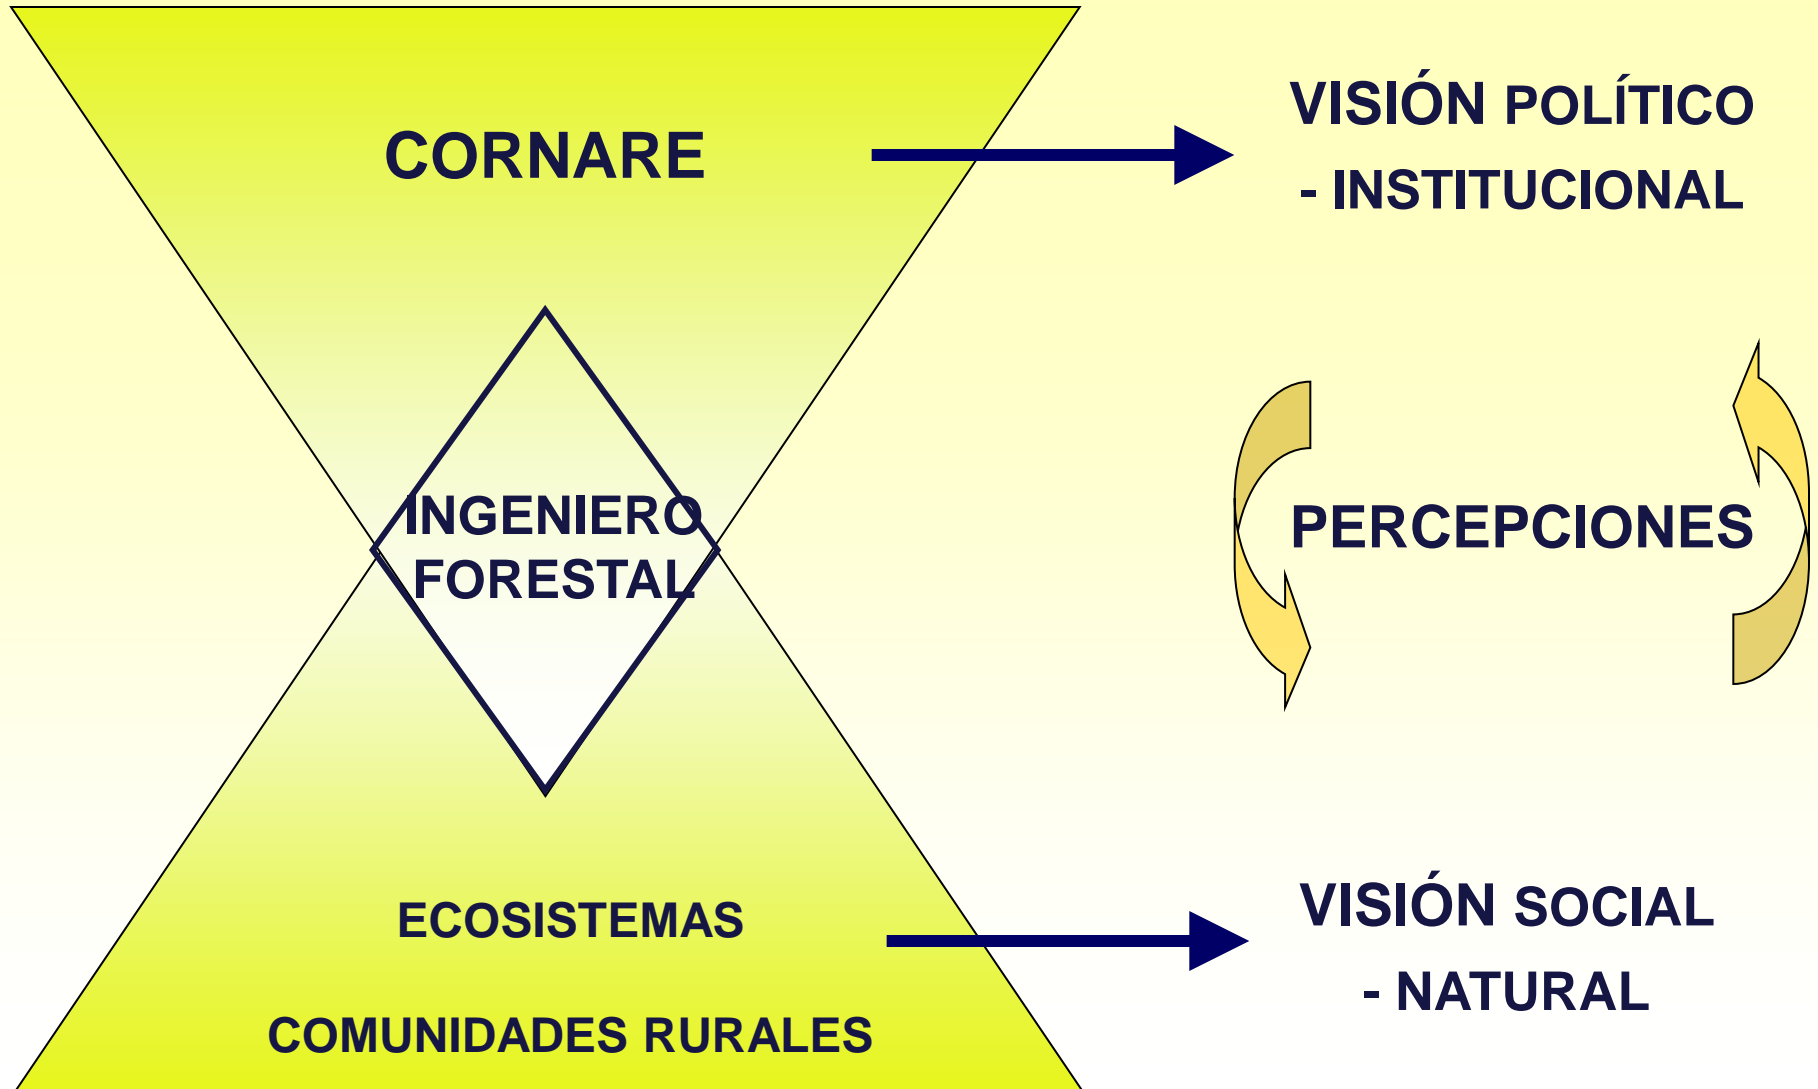 CORNARE
VISIÓN POLÍTICO
- INSTITUCIONAL
INGENIERO
FORESTAL
PERCEPCIONES
ECOSISTEMAS
COMUNIDADES RURALES
VISIÓN SOCIAL
- NATURAL